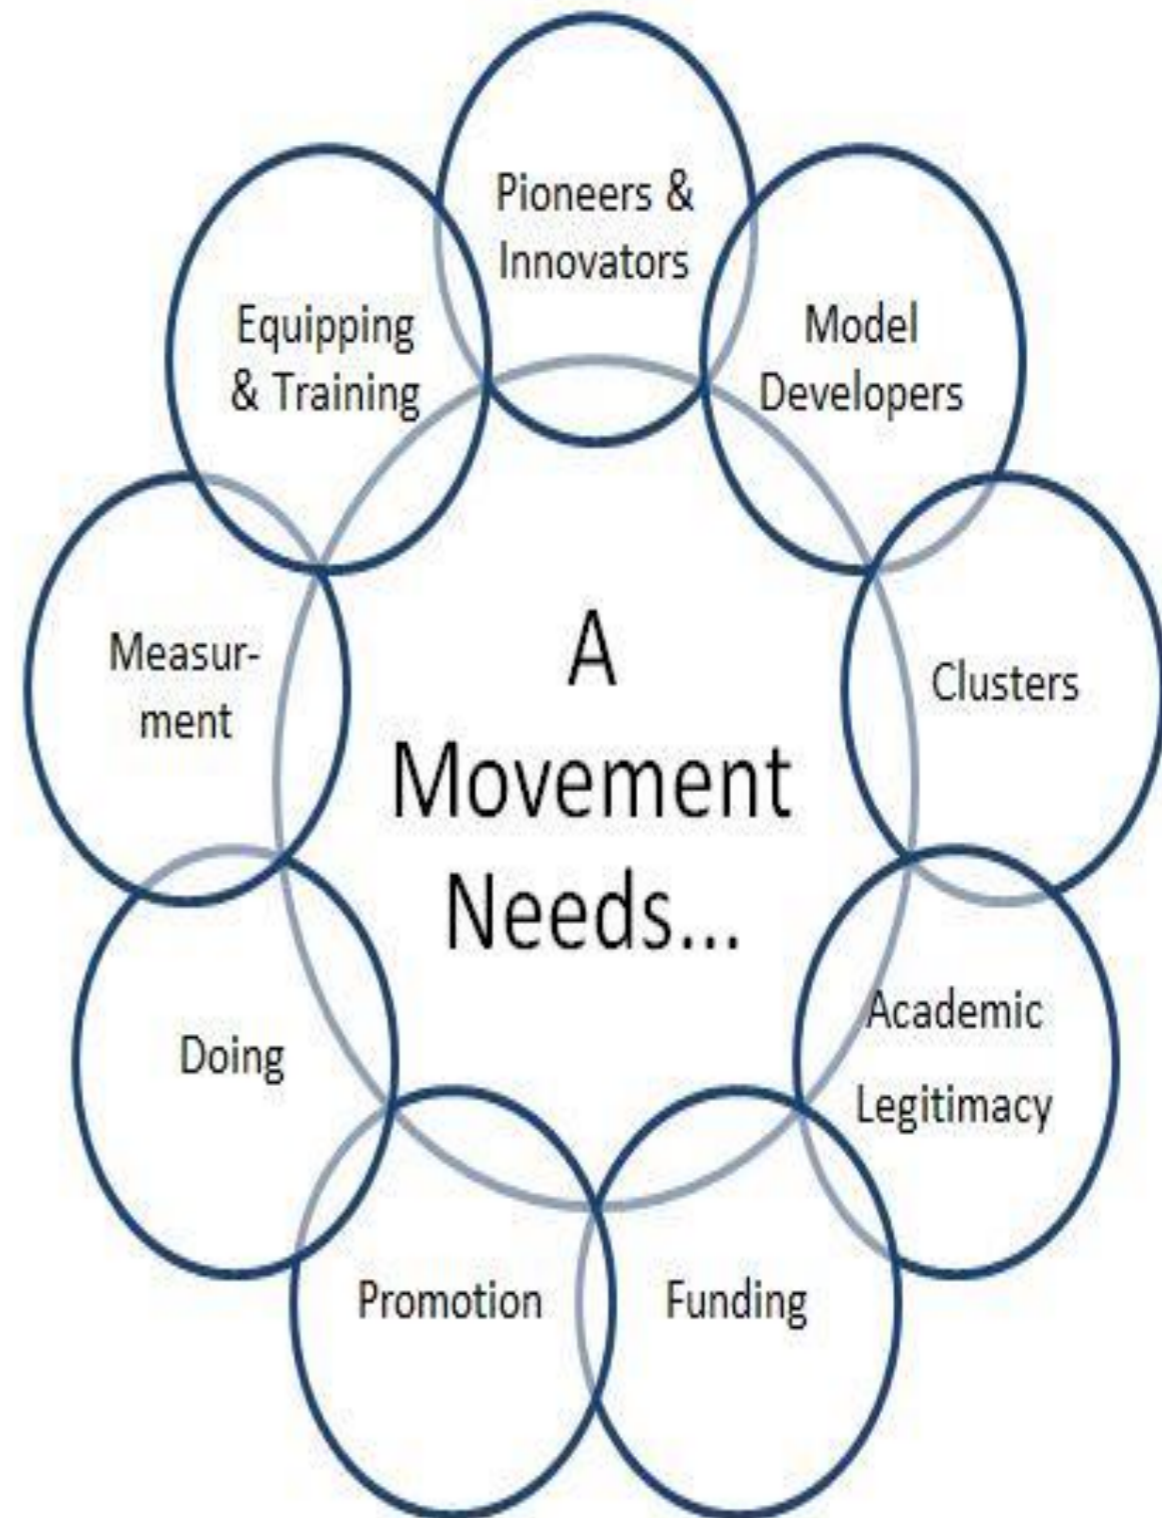 Pioneers &
Innovators
Model
Developers
Clusters
Academic
Legitimacy
Funding
Promotion
Doing
Measur-
ment
Equipping
& Training
A
Movement
Needs...